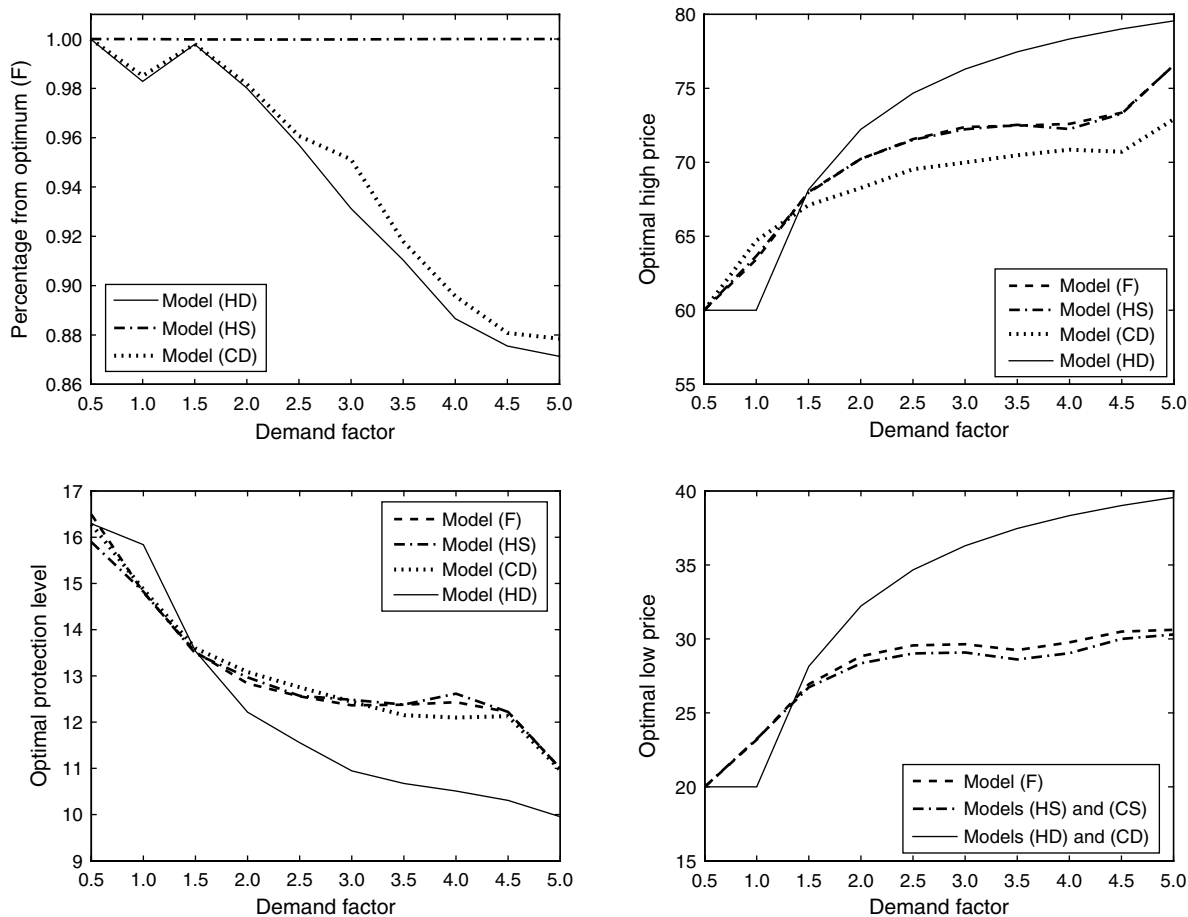 Percentage from optimum (F)
1.00
0.98
0.96
0.94
0.92
0.90
0.88
0.86
Model (HD)
Model (HS)
Model (CD)
0.5 1.0 1.5 2.0 2.5 3.0 3.5 4.0 4.5 5.0
Demand factor
Optimal high price
80
75
70
65
60
55
Model (F)
Model (HS)
Model (CD)
Model (HD)
0.5 1.0 1.5 2.0 2.5 3.0 3.5 4.0 4.5 5.0
Demand factor
Optimal protection level
17
16
15
14
13
12
11
10
9
Model (F)
Model (HS)
Model (CD)
Model (HD)
0.5 1.0 1.5 2.0 2.5 3.0 3.5 4.0 4.5 5.0
Demand factor
Optimal low price
40
35
30
25
20
15
Model (F)
Models (HS) and (CS)
Models (HD) and (CD)
0.5 1.0 1.5 2.0 2.5 3.0 3.5 4.0 4.5 5.0
Demand factor